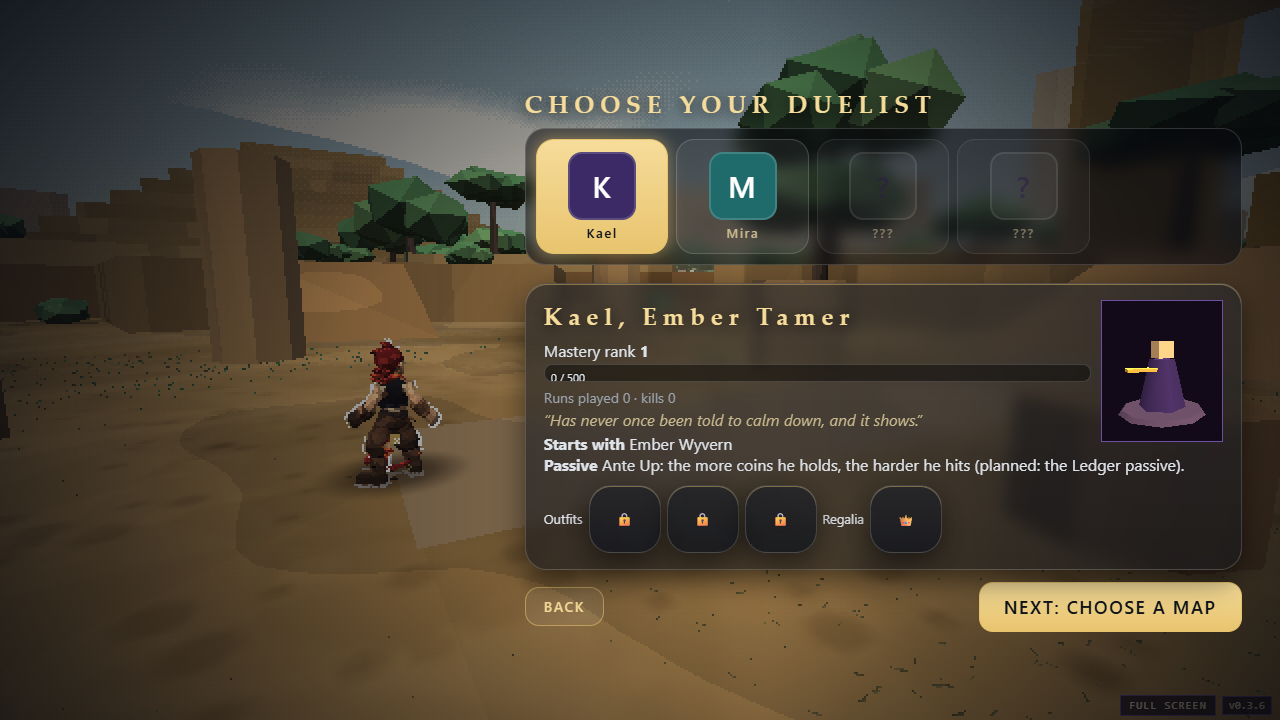 CHOOSE YOUR DUELIST
K
M
?
?
Kael
Mira
???
???
Kael, Ember Tamer
Mastery rank 1
0 / 500
Runs played 0 · kills 0
“Has never once been told to calm down, and it shows.”
Starts with Ember Wyvern
Passive Ante Up: the more coins he holds, the harder he hits (planned: the Ledger passive).
Outfits
Regalia
BACK
NEXT: CHOOSE A MAP
FULL SCREEN
v0.3.6